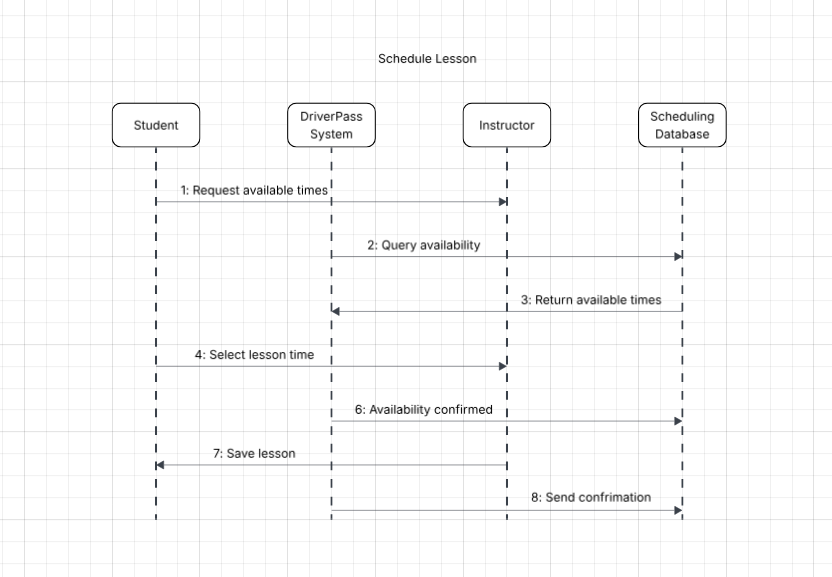 Schedule Lesson
Student
DriverPass
System
Instructor
Scheduling
Database
1: Request available times
2: Query availability
3: Return available times
4: Select lesson time
6: Availability confirmed
7: Save lesson
8: Send confrimation